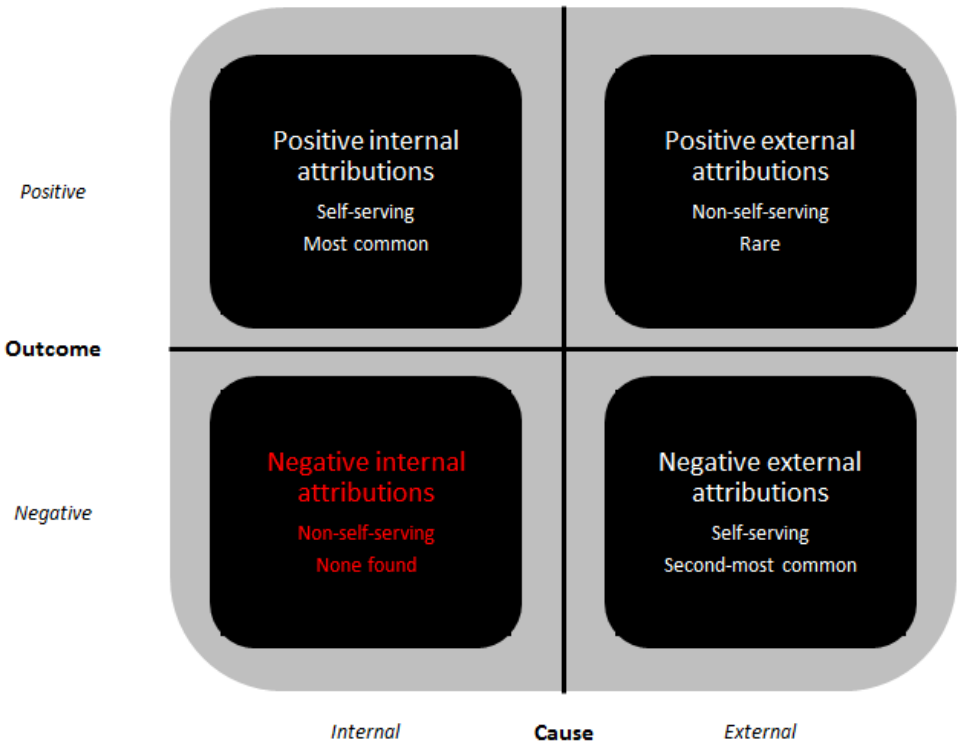 Positive internal
attributions
Self-serving
Most common
Positive external
attributions
Non-self-serving
Rare
Positive
Outcome
Negative internal
attributions
Non-self-serving
None found
Negative external
attributions
Self-serving
Second-most common
Negative
Internal
Cause
External